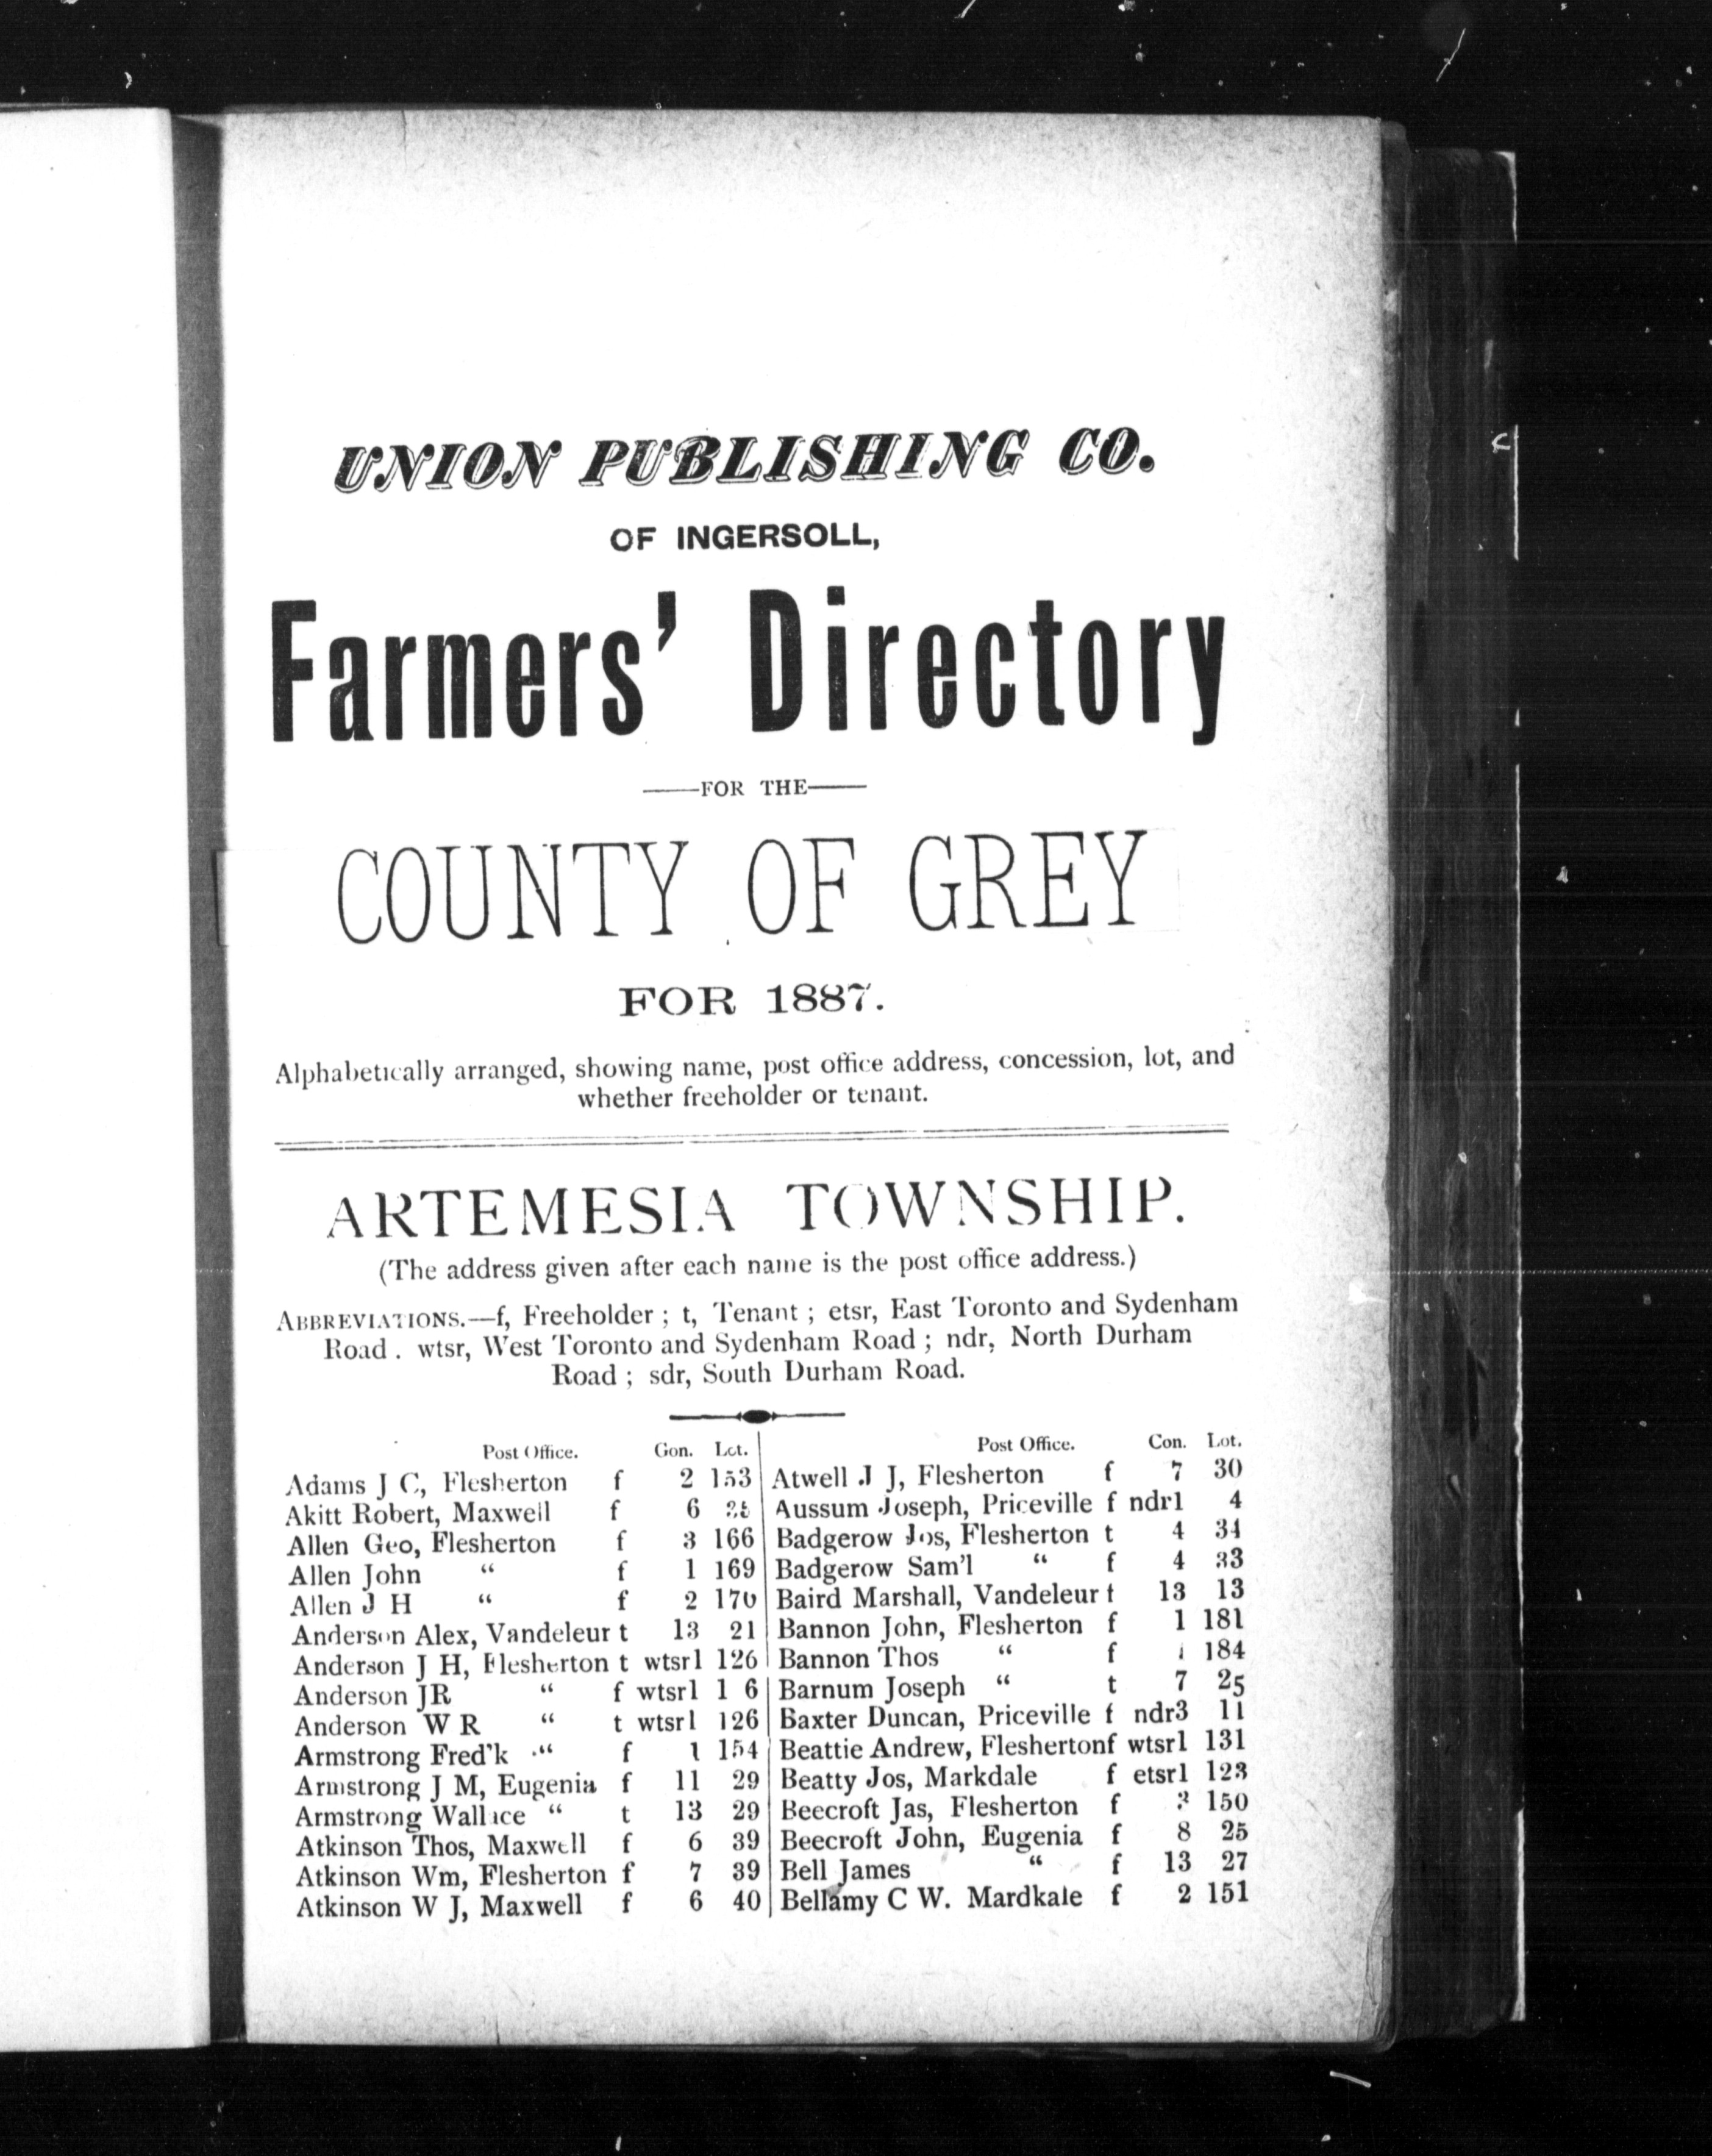 UNION PUBLISHING CO.
OF INGERSOLL,
Farmers' Directory
——FOR THE——
COUNTY OF GREY
FOR 1887.
Alphabetically arranged, showing name, post office address, concession, lot, and
whether freeholder or tenant.
ARTEMESIA TOWNSHIP.
(The address given after each name is the post office address.)
ABBREVIATIONS.—f, Freeholder ; t, Tenant ; etsr, East Toronto and Sydenham
Road . wtsr, West Toronto and Sydenham Road ; ndr, North Durham
Road ; sdr, South Durham Road.
Post Office. Gon. Lot.
Adams J C, Flesherton f 2 153
Akitt Robert, Maxwell f 6
Allen Geo, Flesherton f 3 166
Allen John “ f 1 169
Allen J H “ f 2 170
Anderson Alex, Vandeleur t 13 21
Anderson J H, Flesherton t wtsr1 126
Anderson JR “ f wtsr1 1 6
Anderson W R “ t wtsr1 126
Armstrong Fred'k “ f 1 154
Armstrong J M, Eugenia f 11 29
Armstrong Wallace “ t 13 29
Atkinson Thos, Maxwell f 6 39
Atkinson Wm, Flesherton f 7 39
Atkinson W J, Maxwell f 6 40
Post Office. Con. Lot.
Atwell J J, Flesherton f 7 30
Aussum Joseph, Priceville f ndr1 4
Badgerow Jos, Flesherton t 4 34
Badgerow Sam'l “ f 4 33
Baird Marshall, Vandeleur f 13 13
Bannon John, Flesherton f 1 181
Bannon Thos “ f 184
Barnum Joseph “ t 7 25
Baxter Duncan, Priceville f ndr3 11
Beattie Andrew, Fleshertonf wtsr1 131
Beatty Jos, Markdale f etsr1 123
Beecroft Jas, Flesherton f 150
Beecroft John, Eugenia f 8 25
Bell James “ f 13 27
Bellamy C W. Mardkale f 2 151